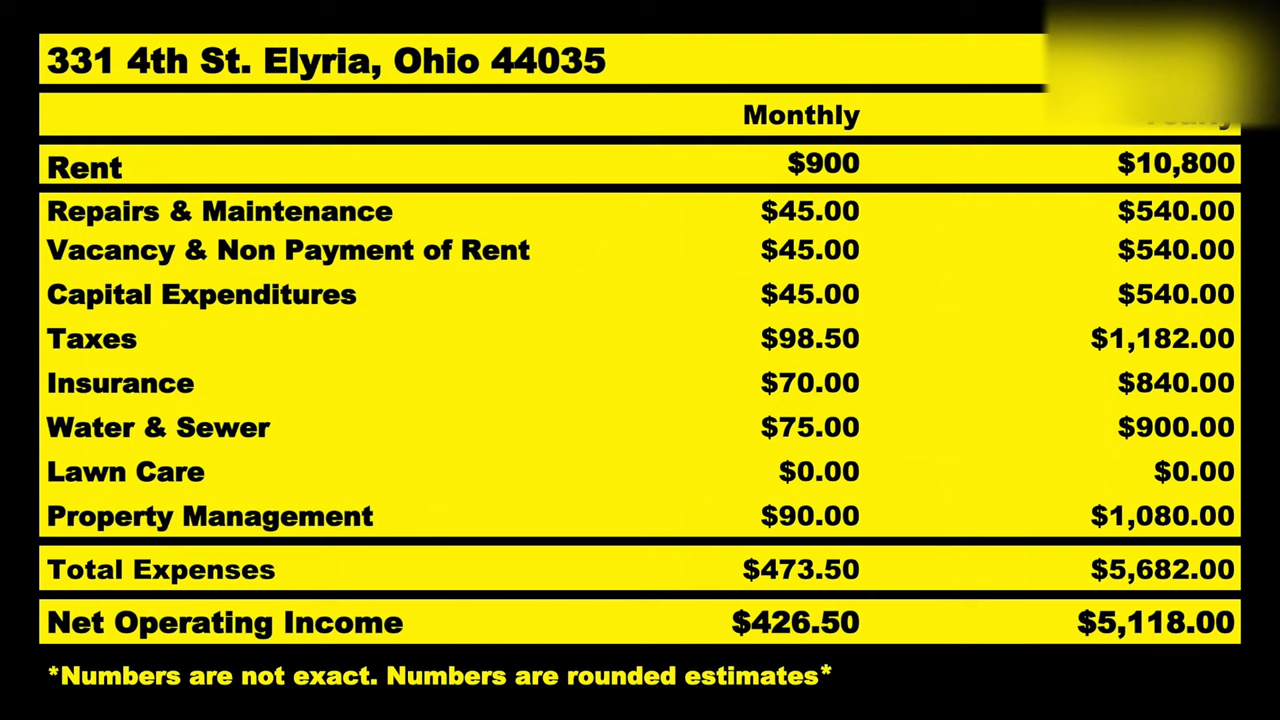 331 4th St. Elyria, Ohio 44035
Monthly
Rent $900 $10,800
Repairs & Maintenance $45.00 $540.00
Vacancy & Non Payment of Rent $45.00 $540.00
Capital Expenditures $45.00 $540.00
Taxes $98.50 $1,182.00
Insurance $70.00 $840.00
Water & Sewer $75.00 $900.00
Lawn Care $0.00 $0.00
Property Management $90.00 $1,080.00
Total Expenses $473.50 $5,682.00
Net Operating Income $426.50 $5,118.00
*Numbers are not exact. Numbers are rounded estimates*